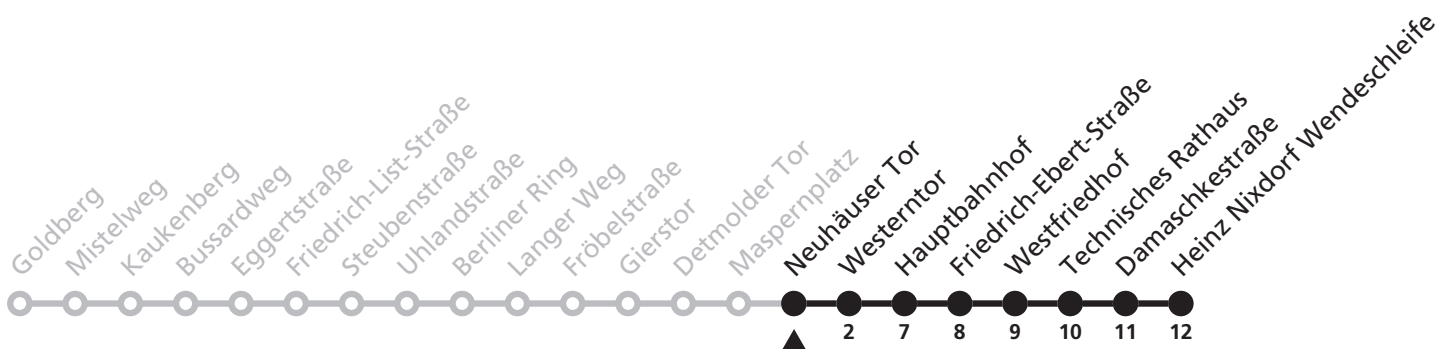 Goldberg
Mistelweg
Kaukenberg
Bussardweg
Eggertstraße
Friedrich-List-Straße
Steubenstraße
Uhlandstraße
Berliner Ring
Langer Weg
Fröbelstraße
Gierstor
Detmolder Tor
Maspernplatz
Neuhäuser Tor
Westerntor
Hauptbahnhof
Friedrich-Ebert-Straße
Westfriedhof
Technisches Rathaus
Damaschkestraße
Heinz Nixdorf Wendeschleife
2 7 8 9 10 11 12